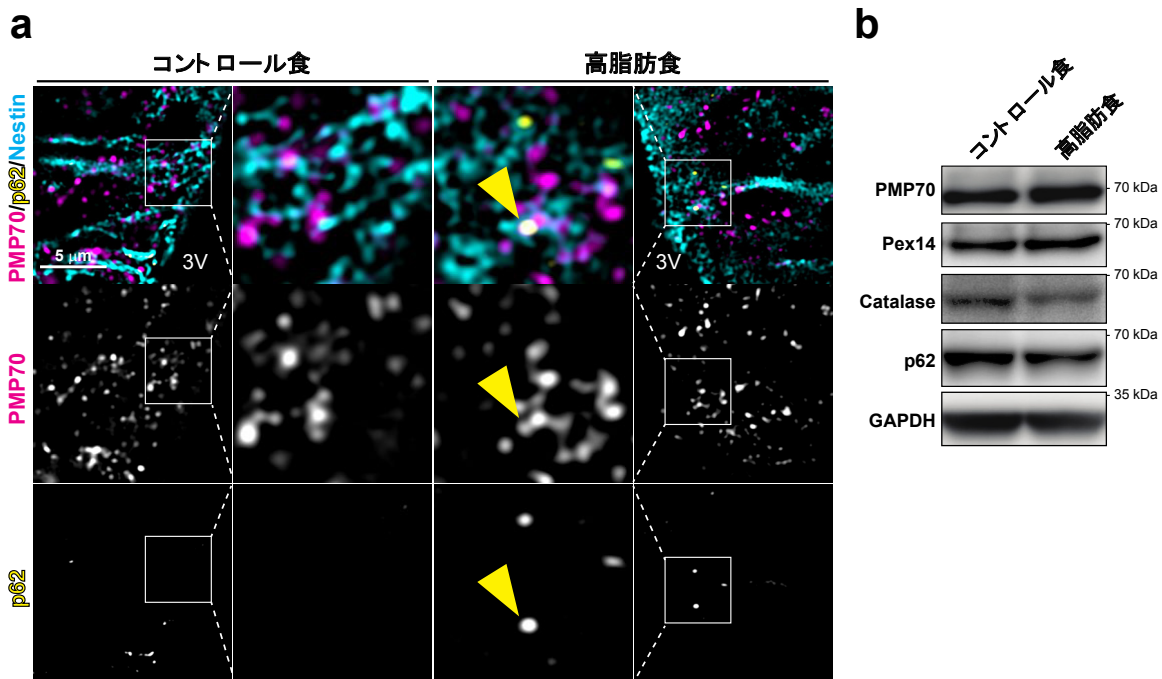 a
コントロール食
高脂肪食
PMP70/p62/Nestin
5 μm
3V
3V
PMP70
p62
b
コントロール食
高脂肪食
PMP70
- 70 kDa
- 70 kDa
Pex14
- 70 kDa
Catalase
- 70 kDa
p62
- 35 kDa
GAPDH